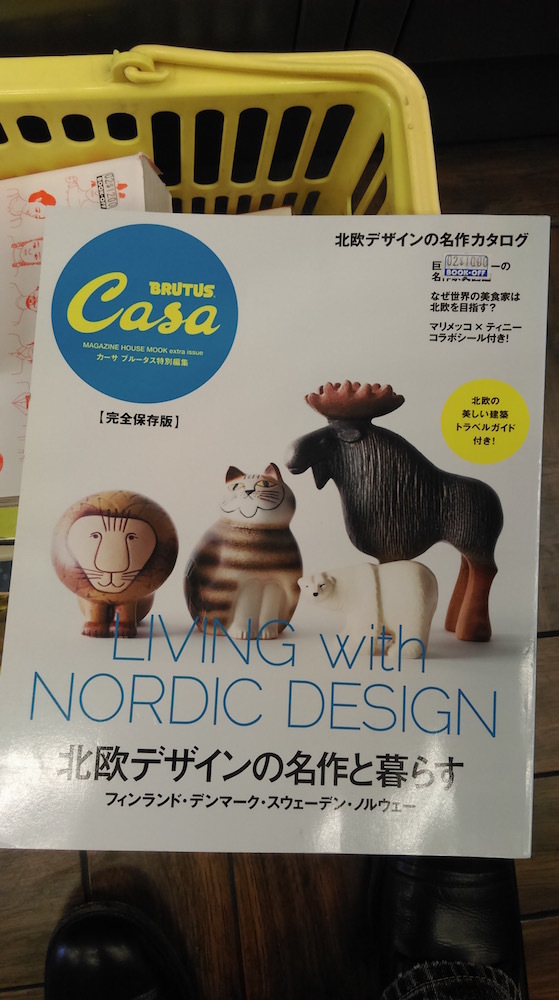 北欧デザインの名作カタログ
巨
ーの
BOOK-OFF
なぜ世界の美食家は
北欧を目指す?
マリメッコ × ティニー
コラボシール付き!
BRUTUS
Casa
MAGAZINE HOUSE MOOK extra issue
カーサ ブルータス特別編集
【完全保存版】
北欧の
美しい建築
トラベルガイド
付き!
LIVING with
NORDIC DESIGN
北欧デザインの名作と暮らす
フィンランド・デンマーク・スウェーデン・ノルウェー